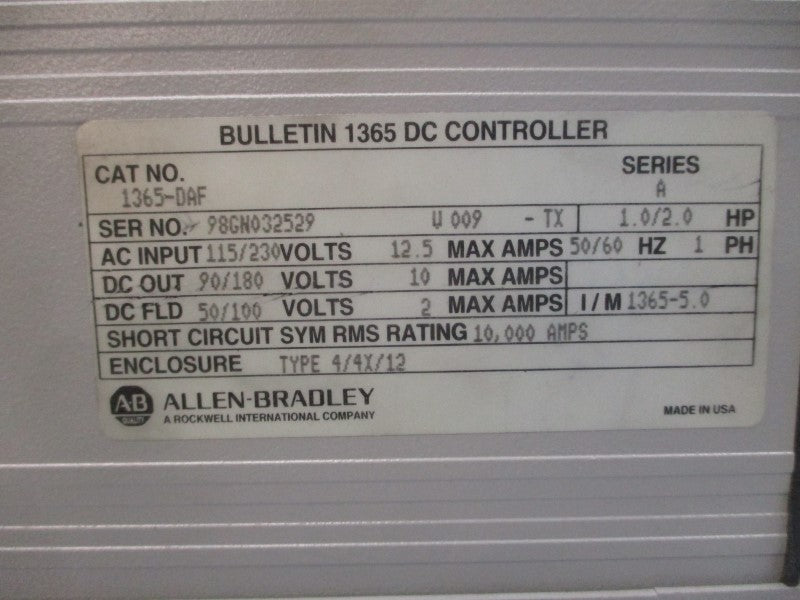 BULLETIN 1365 DC CONTROLLER
CAT NO. SERIES
1365-DAF A
SER NO. 98GN032529 U 009 - TX 1.0/2.0 HP
AC INPUT 115/230 VOLTS 12.5 MAX AMPS 50/60 HZ 1 PH
DC OUT 90/180 VOLTS 10 MAX AMPS
DC FLD 50/100 VOLTS 2 MAX AMPS I/M 1365-5.0
SHORT CIRCUIT SYM RMS RATING 10,000 AMPS
ENCLOSURE TYPE 4/4X/12
A-B ALLEN-BRADLEY
A ROCKWELL INTERNATIONAL COMPANY
MADE IN USA